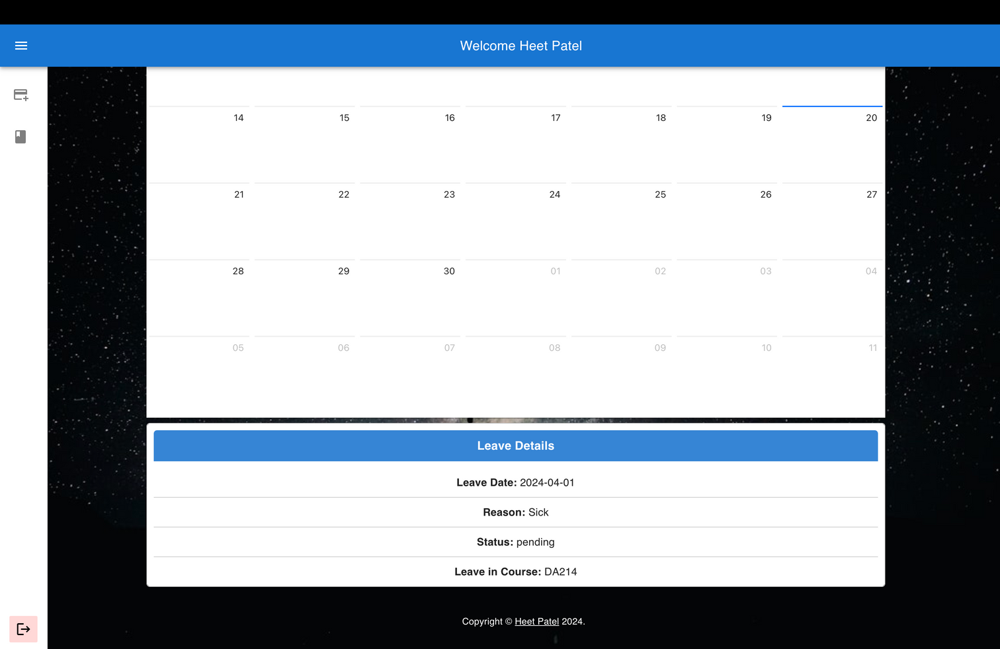 Welcome Heet Patel
14 15 16 17 18 19 20
21 22 23 24 25 26 27
28 29 30 01 02 03 04
05 06 07 08 09 10 11
Leave Details
Leave Date: 2024-04-01
Reason: Sick
Status: pending
Leave in Course: DA214
Copyright © Heet Patel 2024.